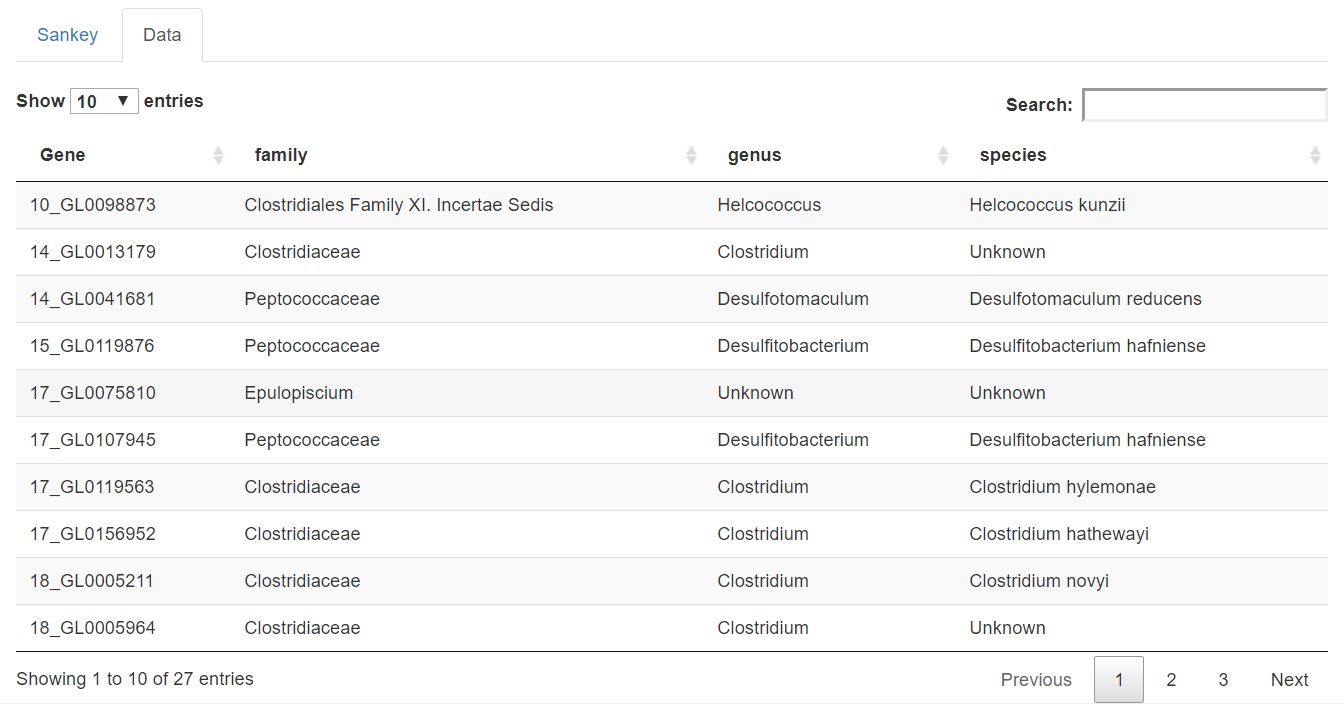 Sankey Data
Show 10 entries Search:
Gene family genus species
10_GL0098873 Clostridiales Family XI. Incertae Sedis Helcococcus Helcococcus kunzii
14_GL0013179 Clostridiaceae Clostridium Unknown
14_GL0041681 Peptococcaceae Desulfotomaculum Desulfotomaculum reducens
15_GL0119876 Peptococcaceae Desulfitobacterium Desulfitobacterium hafniense
17_GL0075810 Epulopiscium Unknown Unknown
17_GL0107945 Peptococcaceae Desulfitobacterium Desulfitobacterium hafniense
17_GL0119563 Clostridiaceae Clostridium Clostridium hylemonae
17_GL0156952 Clostridiaceae Clostridium Clostridium hathewayi
18_GL0005211 Clostridiaceae Clostridium Clostridium novyi
18_GL0005964 Clostridiaceae Clostridium Unknown
Showing 1 to 10 of 27 entries Previous 1 2 3 Next